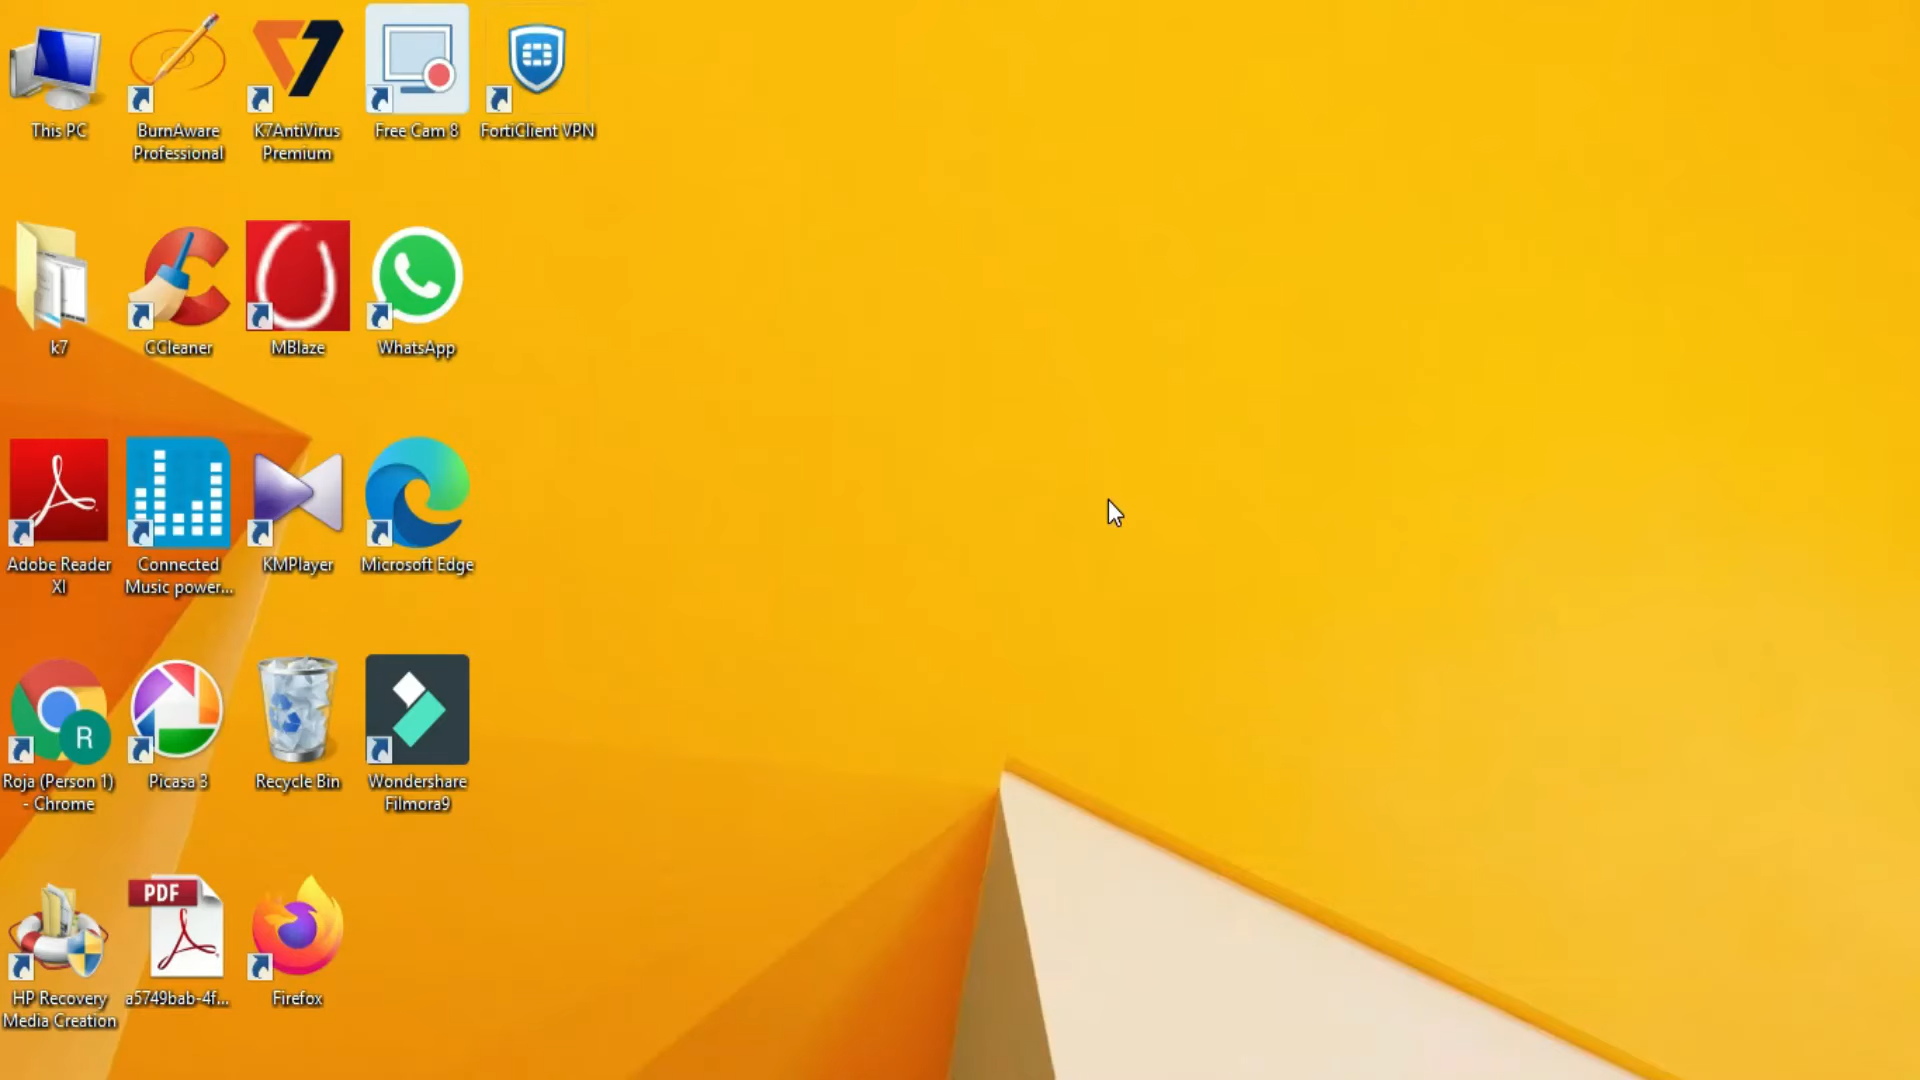 This PC
BurnAware
Professional
K7AntiVirus
Premium
Free Cam 8
FortiClient VPN
k7
CCleaner
MBlaze
WhatsApp
Adobe Reader
XI
Connected
Music power...
KMPlayer
Microsoft Edge
R
Roja (Person 1)
- Chrome
Picasa 3
Recycle Bin
Wondershare
Filmora9
PDF
HP Recovery
Media Creation
a5749bab-4f...
Firefox